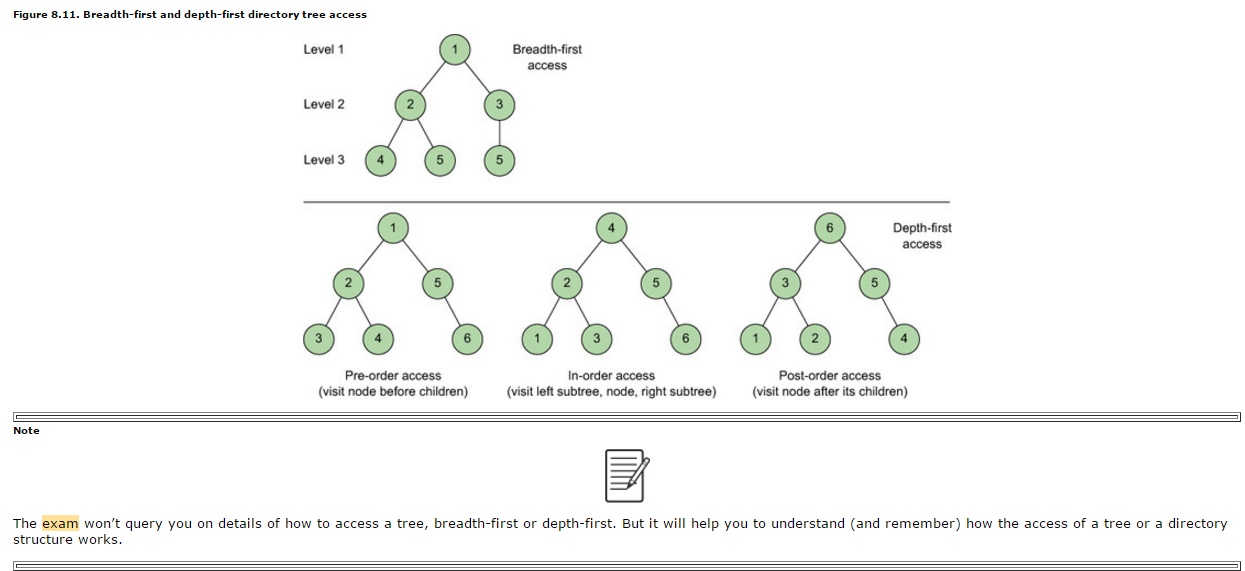 Figure 8.11. Breadth-first and depth-first directory tree access
Level 1 1 Breadth-first
access
Level 2 2 3
Level 3 4 5 5
1 4 6 Depth-first
access
2 5 2 5 3 5
3 4 6 1 3 6 1 2 4
Pre-order access In-order access Post-order access
(visit node before children) (visit left subtree, node, right subtree) (visit node after its children)
Note
The exam won’t query you on details of how to access a tree, breadth-first or depth-first. But it will help you to understand (and remember) how the access of a tree or a directory
structure works.